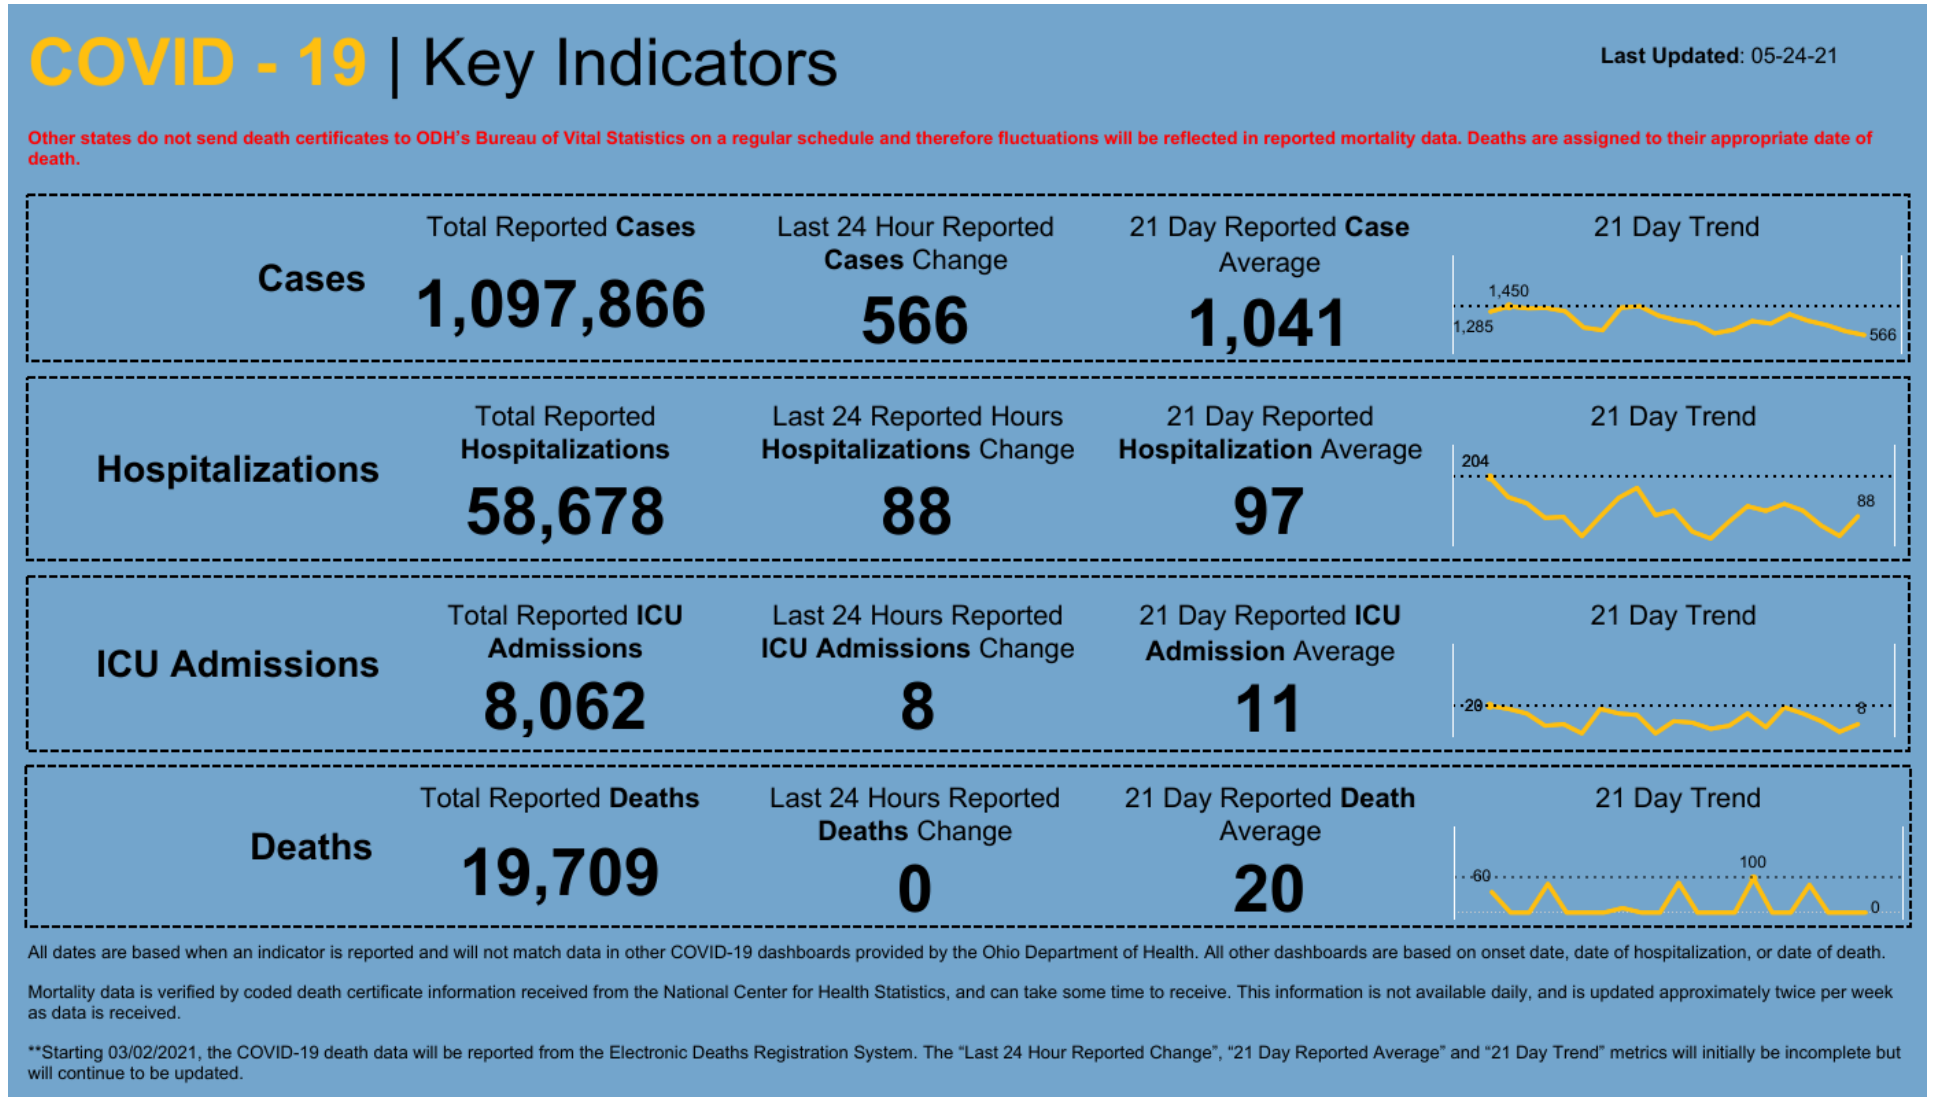 COVID - 19 | Key Indicators
Last Updated: 05-24-21
Other states do not send death certificates to ODH's Bureau of Vital Statistics on a regular schedule and therefore fluctuations will be reflected in reported mortality data. Deaths are assigned to their appropriate date of
death.
Cases
Total Reported Cases
1,097,866
Last 24 Hour Reported
Cases Change
566
21 Day Reported Case
Average
1,041
21 Day Trend
1,450
1,285
566
Hospitalizations
Total Reported
Hospitalizations
58,678
Last 24 Reported Hours
Hospitalizations Change
88
21 Day Reported
Hospitalization Average
97
21 Day Trend
204
88
ICU Admissions
Total Reported ICU
Admissions
8,062
Last 24 Hours Reported
ICU Admissions Change
8
21 Day Reported ICU
Admission Average
11
21 Day Trend
20
8
Deaths
Total Reported Deaths
19,709
Last 24 Hours Reported
Deaths Change
0
21 Day Reported Death
Average
20
21 Day Trend
60
100
0
All dates are based when an indicator is reported and will not match data in other COVID-19 dashboards provided by the Ohio Department of Health. All other dashboards are based on onset date, date of hospitalization, or date of death.
Mortality data is verified by coded death certificate information received from the National Center for Health Statistics, and can take some time to receive. This information is not available daily, and is updated approximately twice per week
as data is received.
**Starting 03/02/2021, the COVID-19 death data will be reported from the Electronic Deaths Registration System. The “Last 24 Hour Reported Change”, “21 Day Reported Average” and “21 Day Trend” metrics will initially be incomplete but
will continue to be updated.